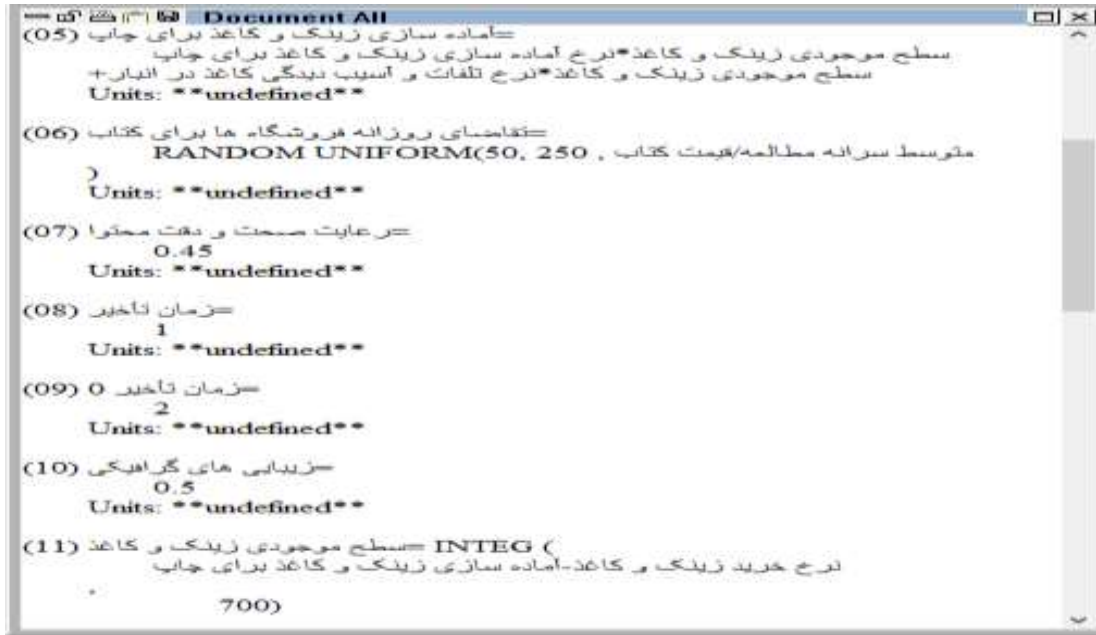 Document All
(05) آماده سازی زینک و کاغذ برای چاپ=
سطح موجودی زینک و کاغذ*نرخ آماده سازی زینک و کاغذ برای چاپ
سطح موجودی زینک و کاغذ*نرخ تلفات و آسیب دیدگی کاغذ در انبار+
Units: **undefined**
(06) تقاضای روزانه فروشگاه ها برای کتاب=
RANDOM UNIFORM(50, 250 , متوسط سرانه مطالعه/قیمت کتاب
)
Units: **undefined**
(07) رعایت صحت و دقت محتوا=
0.45
Units: **undefined**
(08) زمان تأخیر=
1
Units: **undefined**
(09) زمان تأخیر 0=
2
Units: **undefined**
(10) زیبایی های گرافیکی=
0.5
Units: **undefined**
(11) سطح موجودی زینک و کاغذ= INTEG (
نرخ خرید زینک و کاغذ-آماده سازی زینک و کاغذ برای چاپ
,
700)